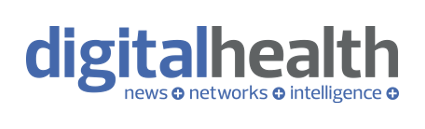 digitalhealth
news + networks + intelligence +